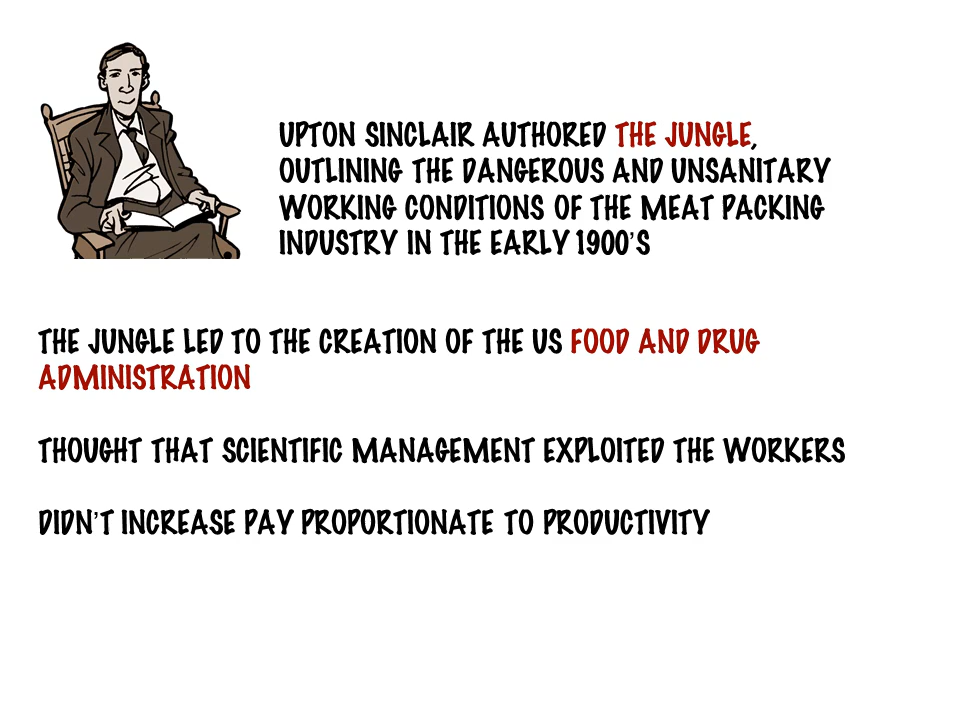 UPTON SINCLAIR AUTHORED THE JUNGLE,
OUTLINING THE DANGEROUS AND UNSANITARY
WORKING CONDITIONS OF THE MEAT PACKING
INDUSTRY IN THE EARLY 1900’S
THE JUNGLE LED TO THE CREATION OF THE US FOOD AND DRUG
ADMINISTRATION
THOUGHT THAT SCIENTIFIC MANAGEMENT EXPLOITED THE WORKERS
DIDN’T INCREASE PAY PROPORTIONATE TO PRODUCTIVITY